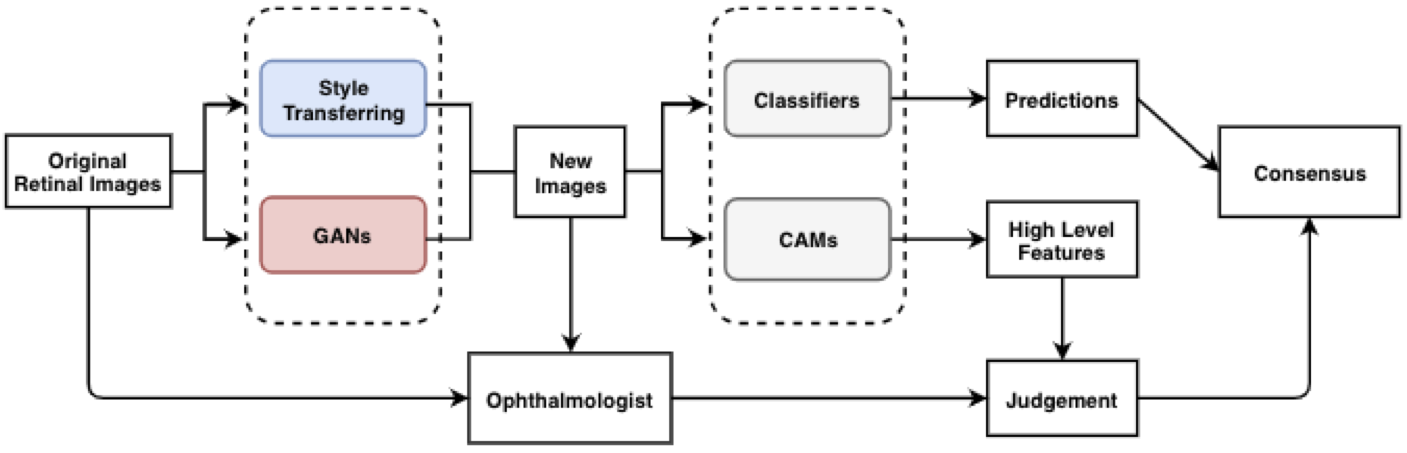 Original
Retinal Images
Style
Transferring
GANs
New
Images
Classifiers
CAMs
Predictions
High Level
Features
Consensus
Ophthalmologist
Judgement